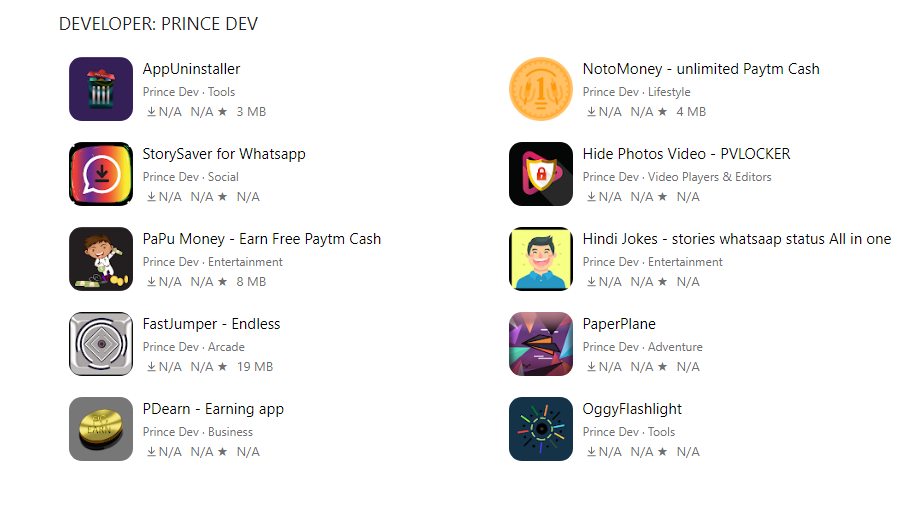 DEVELOPER: PRINCE DEV
AppUninstaller
Prince Dev · Tools
N/A N/A ★ 3 MB
NotoMoney - unlimited Paytm Cash
Prince Dev · Lifestyle
N/A N/A ★ 4 MB
StorySaver for Whatsapp
Prince Dev · Social
N/A N/A ★ N/A
Hide Photos Video - PVLOCKER
Prince Dev · Video Players & Editors
N/A N/A ★ N/A
PaPu Money - Earn Free Paytm Cash
Prince Dev · Entertainment
N/A N/A ★ 8 MB
Hindi Jokes - stories whatsaap status All in one
Prince Dev · Entertainment
N/A N/A ★ N/A
FastJumper - Endless
Prince Dev · Arcade
N/A N/A ★ 19 MB
PaperPlane
Prince Dev · Adventure
N/A N/A ★ N/A
PDearn - Earning app
Prince Dev · Business
N/A N/A ★ N/A
OggyFlashlight
Prince Dev · Tools
N/A N/A ★ N/A